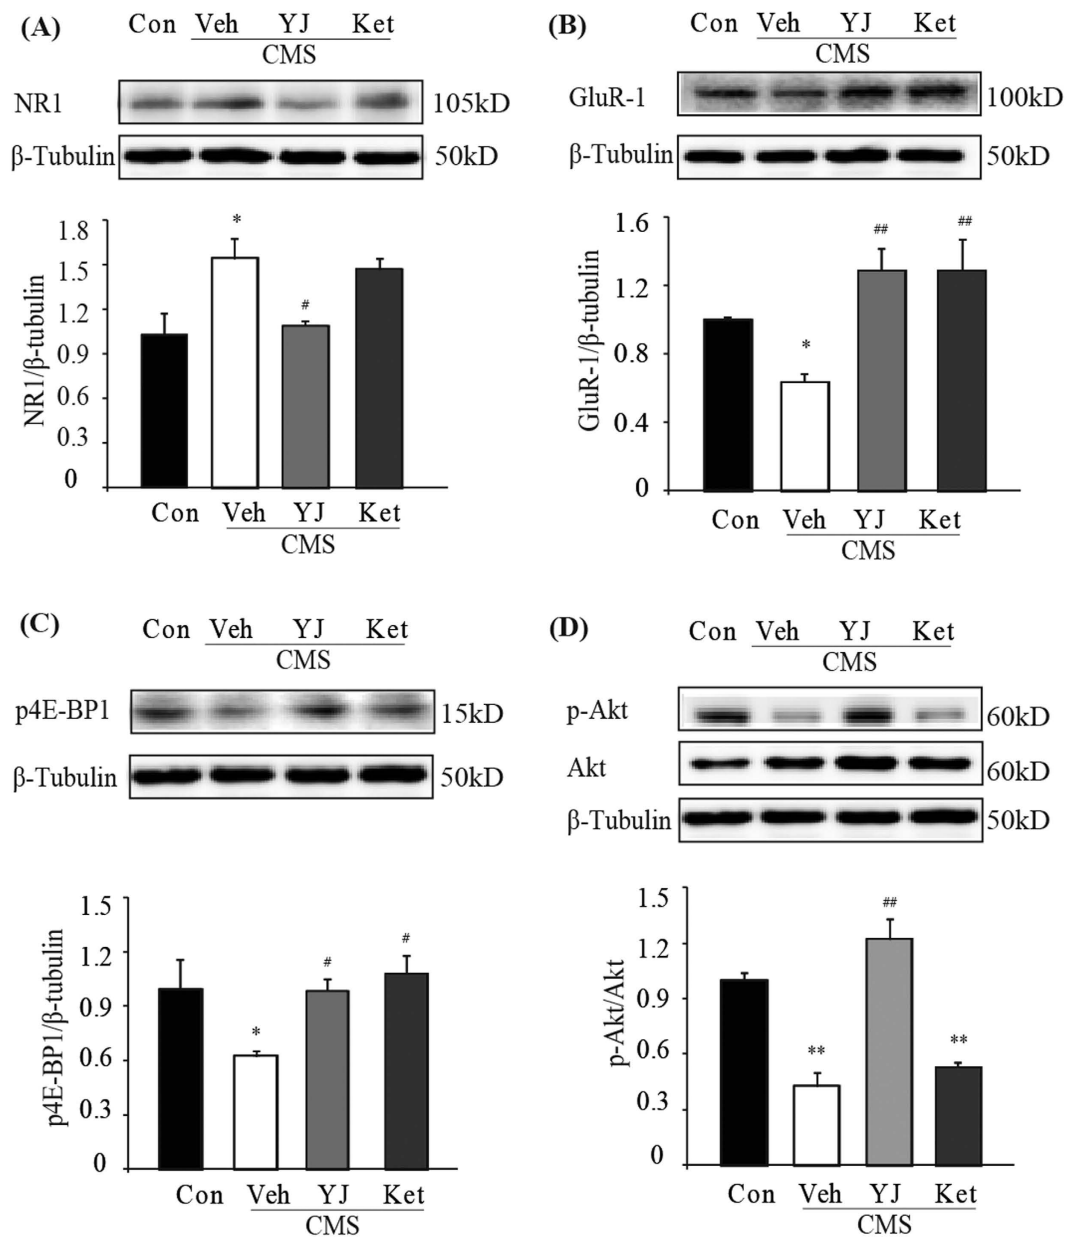 (A) Con Veh YJ Ket
CMS
NR1 105kD
β-Tubulin 50kD
NR1/β-tubulin
*
#
1.8
1.5
1.2
0.9
0.6
0.3
0
Con Veh YJ Ket
CMS
(B) Con Veh YJ Ket
CMS
GluR-1 100kD
β-Tubulin 50kD
GluR-1/β-tubulin
*
##
##
1.6
1.2
0.8
0.4
0
Con Veh YJ Ket
CMS
(C) Con Veh YJ Ket
CMS
p4E-BP1 15kD
β-Tubulin 50kD
p4E-BP1/β-tubulin
*
#
#
1.5
1.2
0.9
0.6
0.3
0
Con Veh YJ Ket
CMS
(D) Con Veh YJ Ket
CMS
p-Akt 60kD
Akt 60kD
β-Tubulin 50kD
p-Akt/Akt
**
##
**
1.5
1.2
0.9
0.6
0.3
0
Con Veh YJ Ket
CMS